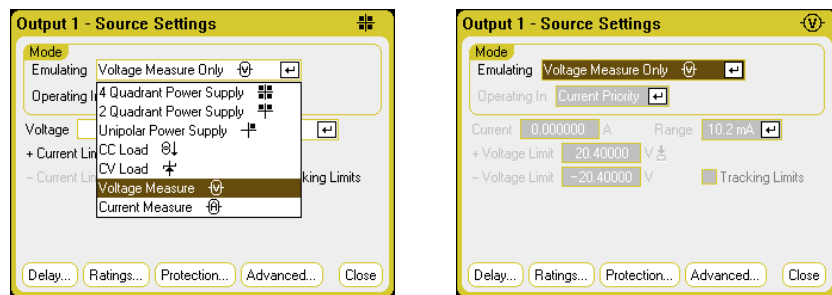 Output 1 - Source Settings
Mode
Emulating Voltage Measure Only
Operating In
4 Quadrant Power Supply
2 Quadrant Power Supply
Unipolar Power Supply
CC Load
CV Load
Voltage Measure
Current Measure
Voltage
+ Current Lim
- Current Lim
king Limits
Delay... Ratings... Protection... Advanced... Close
Output 1 - Source Settings
Mode
Emulating Voltage Measure Only
Operating In Current Priority
Current 0.000000 A Range 10.2 mA
+ Voltage Limit 20.40000 V
- Voltage Limit -20.40000 V Tracking Limits
Delay... Ratings... Protection... Advanced... Close